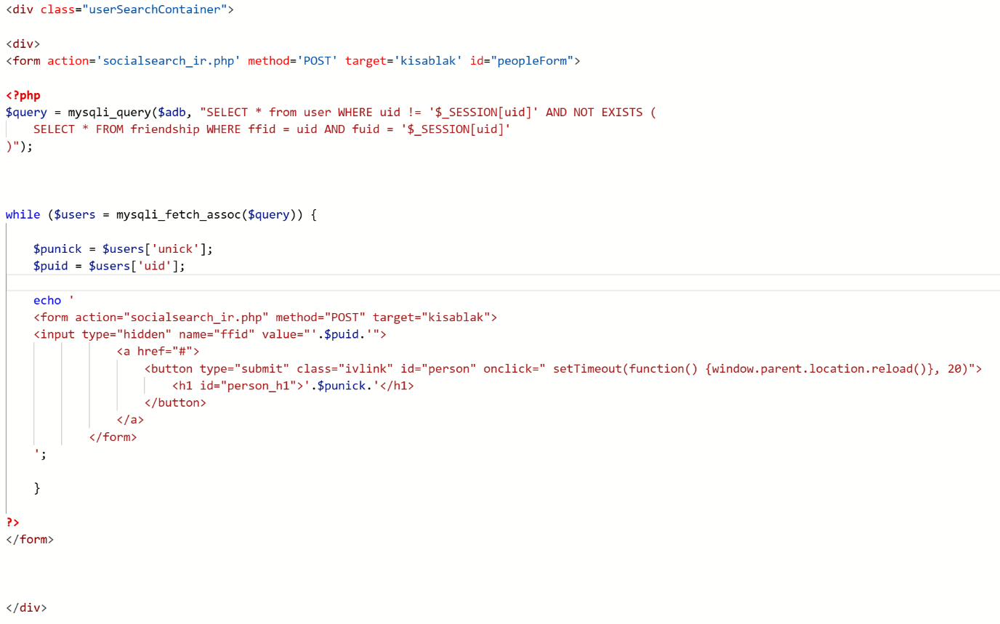 <div class="userSearchContainer">
<div>
<form action='socialsearch_ir.php' method='POST' target='kisablak' id="peopleForm">
<?php
$query = mysqli_query($adb, "SELECT * from user WHERE uid != '$_SESSION[uid]' AND NOT EXISTS (
SELECT * FROM friendship WHERE ffid = uid AND fuid = '$_SESSION[uid]'
)");
while ($users = mysqli_fetch_assoc($query)) {
$punick = $users['unick'];
$puid = $users['uid'];
echo '
<form action="socialsearch_ir.php" method="POST" target="kisablak">
<input type="hidden" name="ffid" value="'.$puid.'">
<a href="#">
<button type="submit" class="ivlink" id="person" onclick=" setTimeout(function() {window.parent.location.reload()}, 20)">
<h1 id="person_h1">'.$punick.'</h1>
</button>
</a>
</form>
';
}
?>
</form>
</div>